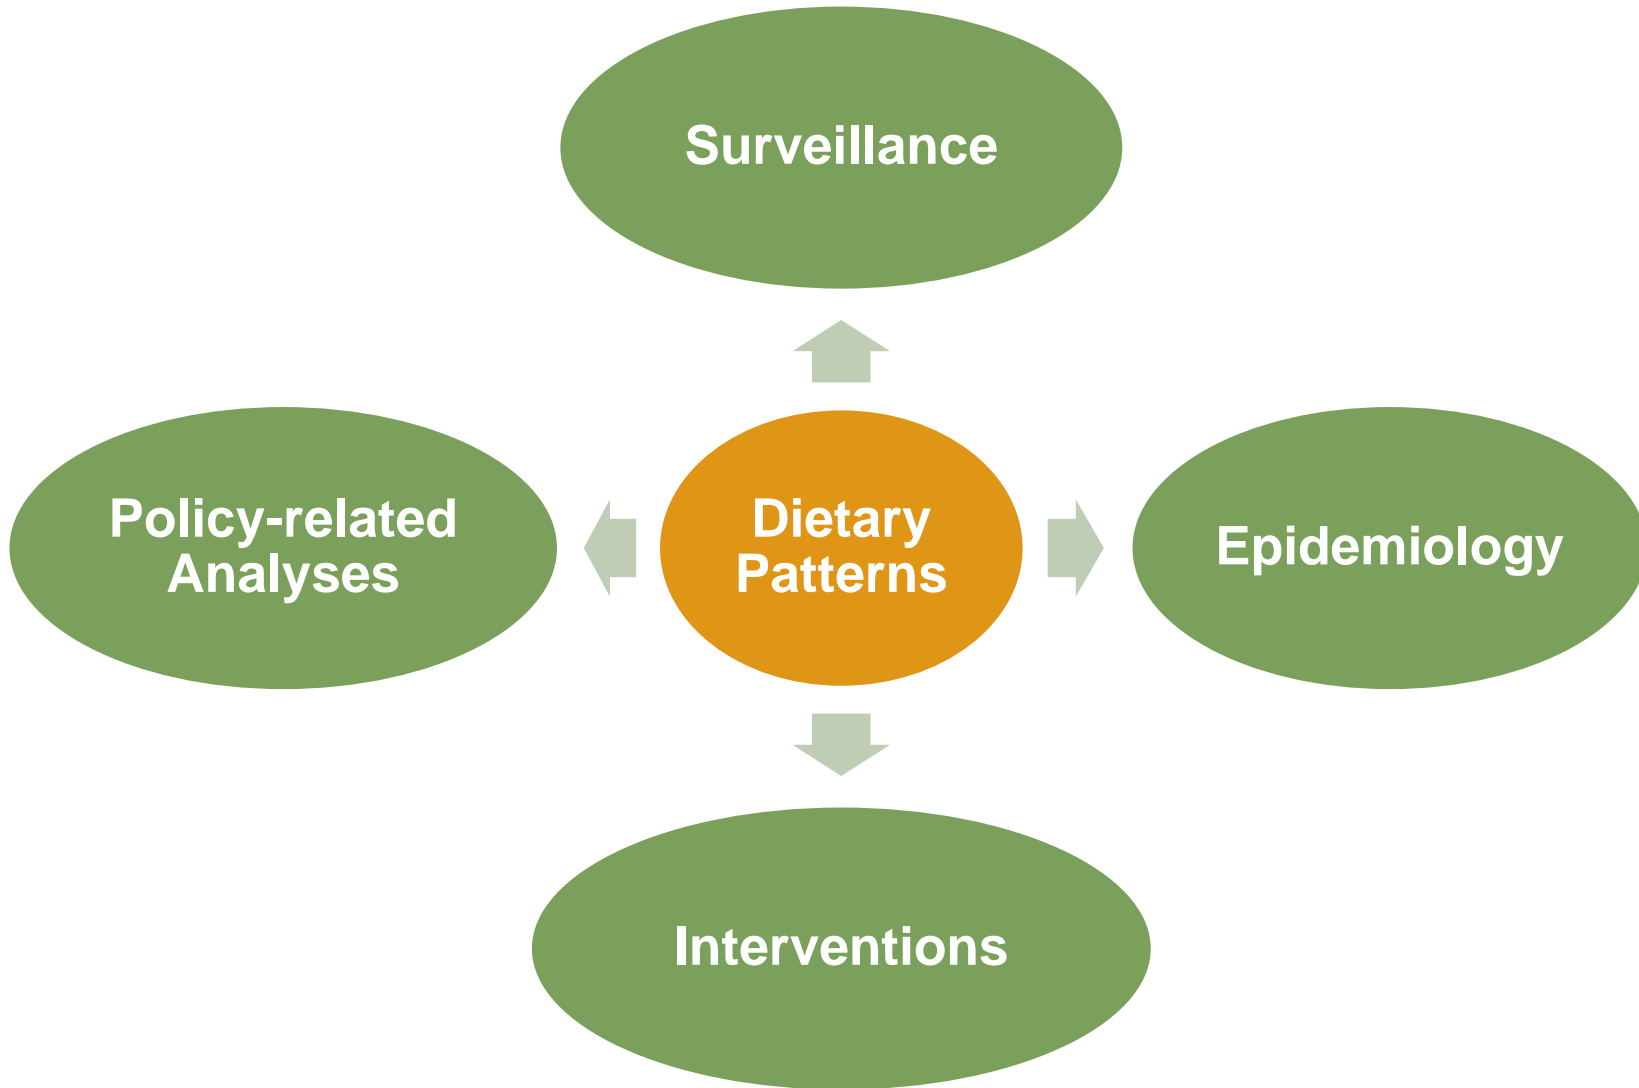 Surveillance
Policy-related
Analyses
Dietary
Patterns
Epidemiology
Interventions